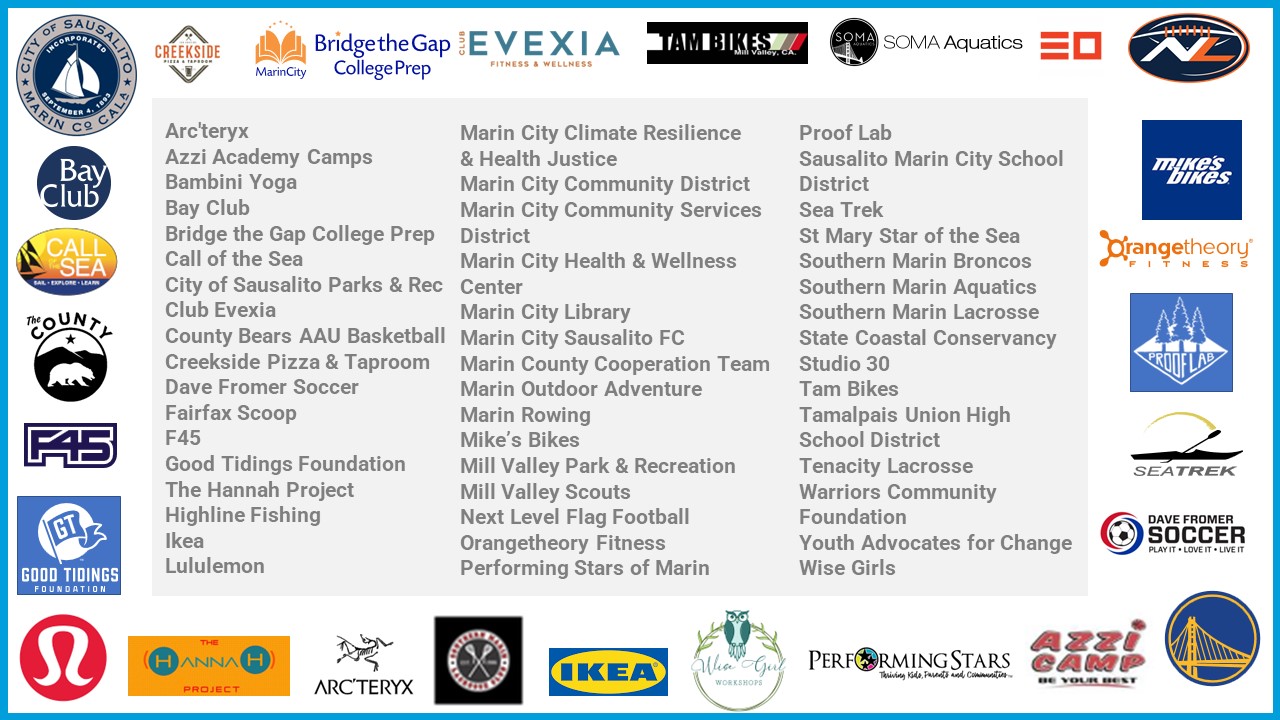 CITY OF SAUSALITO
INCORPORATED
SEPTEMBER 4, 1893
MARIN CO CALA
CREEKSIDE
PIZZA & TAPROOM
MarinCity
Bridge the Gap
College Prep
CLUB
EVEXIA
FITNESS & WELLNESS
TAM BIKES
Mill Valley, CA.
SOMA
AQUATICS
SOMA Aquatics
NL
Bay
Club
CALL
OF THE
SEA
SAIL • EXPLORE • LEARN
The
COUNTY
F45
GT
GOOD TIDINGS
FOUNDATION
Arc'teryx
Azzi Academy Camps
Bambini Yoga
Bay Club
Bridge the Gap College Prep
Call of the Sea
City of Sausalito Parks & Rec
Club Evexia
County Bears AAU Basketball
Creekside Pizza & Taproom
Dave Fromer Soccer
Fairfax Scoop
F45
Good Tidings Foundation
The Hannah Project
Highline Fishing
Ikea
Lululemon
Marin City Climate Resilience
& Health Justice
Marin City Community District
Marin City Community Services
District
Marin City Health & Wellness
Center
Marin City Library
Marin City Sausalito FC
Marin County Cooperation Team
Marin Outdoor Adventure
Marin Rowing
Mike’s Bikes
Mill Valley Park & Recreation
Mill Valley Scouts
Next Level Flag Football
Orangetheory Fitness
Performing Stars of Marin
Proof Lab
Sausalito Marin City School
District
Sea Trek
St Mary Star of the Sea
Southern Marin Broncos
Southern Marin Aquatics
Southern Marin Lacrosse
State Coastal Conservancy
Studio 30
Tam Bikes
Tamalpais Union High
School District
Tenacity Lacrosse
Warriors Community
Foundation
Youth Advocates for Change
Wise Girls
MIKE'S
BIKES
Orangetheory
FITNESS
PROOF LAB
SEATREK
DAVE FROMER
SOCCER
PLAY IT • LOVE IT • LIVE IT
THE
HANNAH
PROJECT
ARC'TERYX
SOUTHERN MARIN
LACROSSE CLUB
IKEA
Wise Girl
WORKSHOPS
PERFORMING STARS
Thriving Kids, Parents and Communities
AZZI
CAMP
BE YOUR BEST